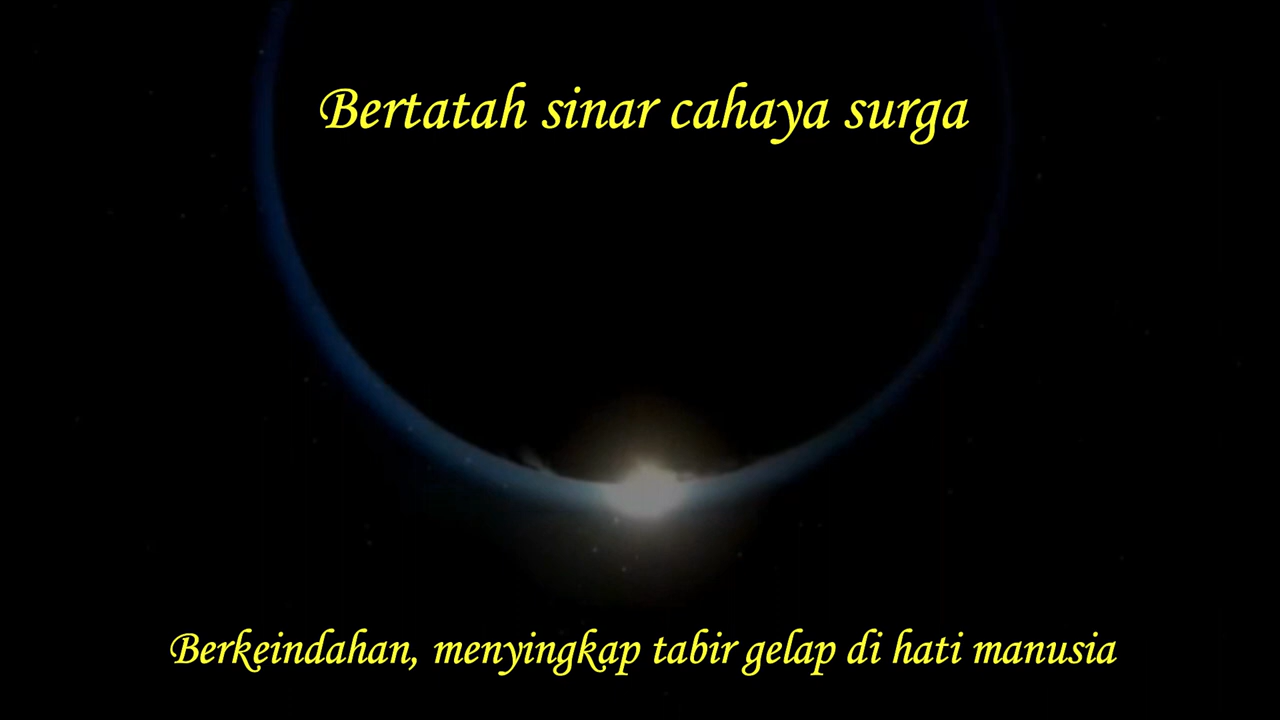 Bertatah sinar cahaya surga
Berkeindahan, menyingkap tabir gelap di hati manusia